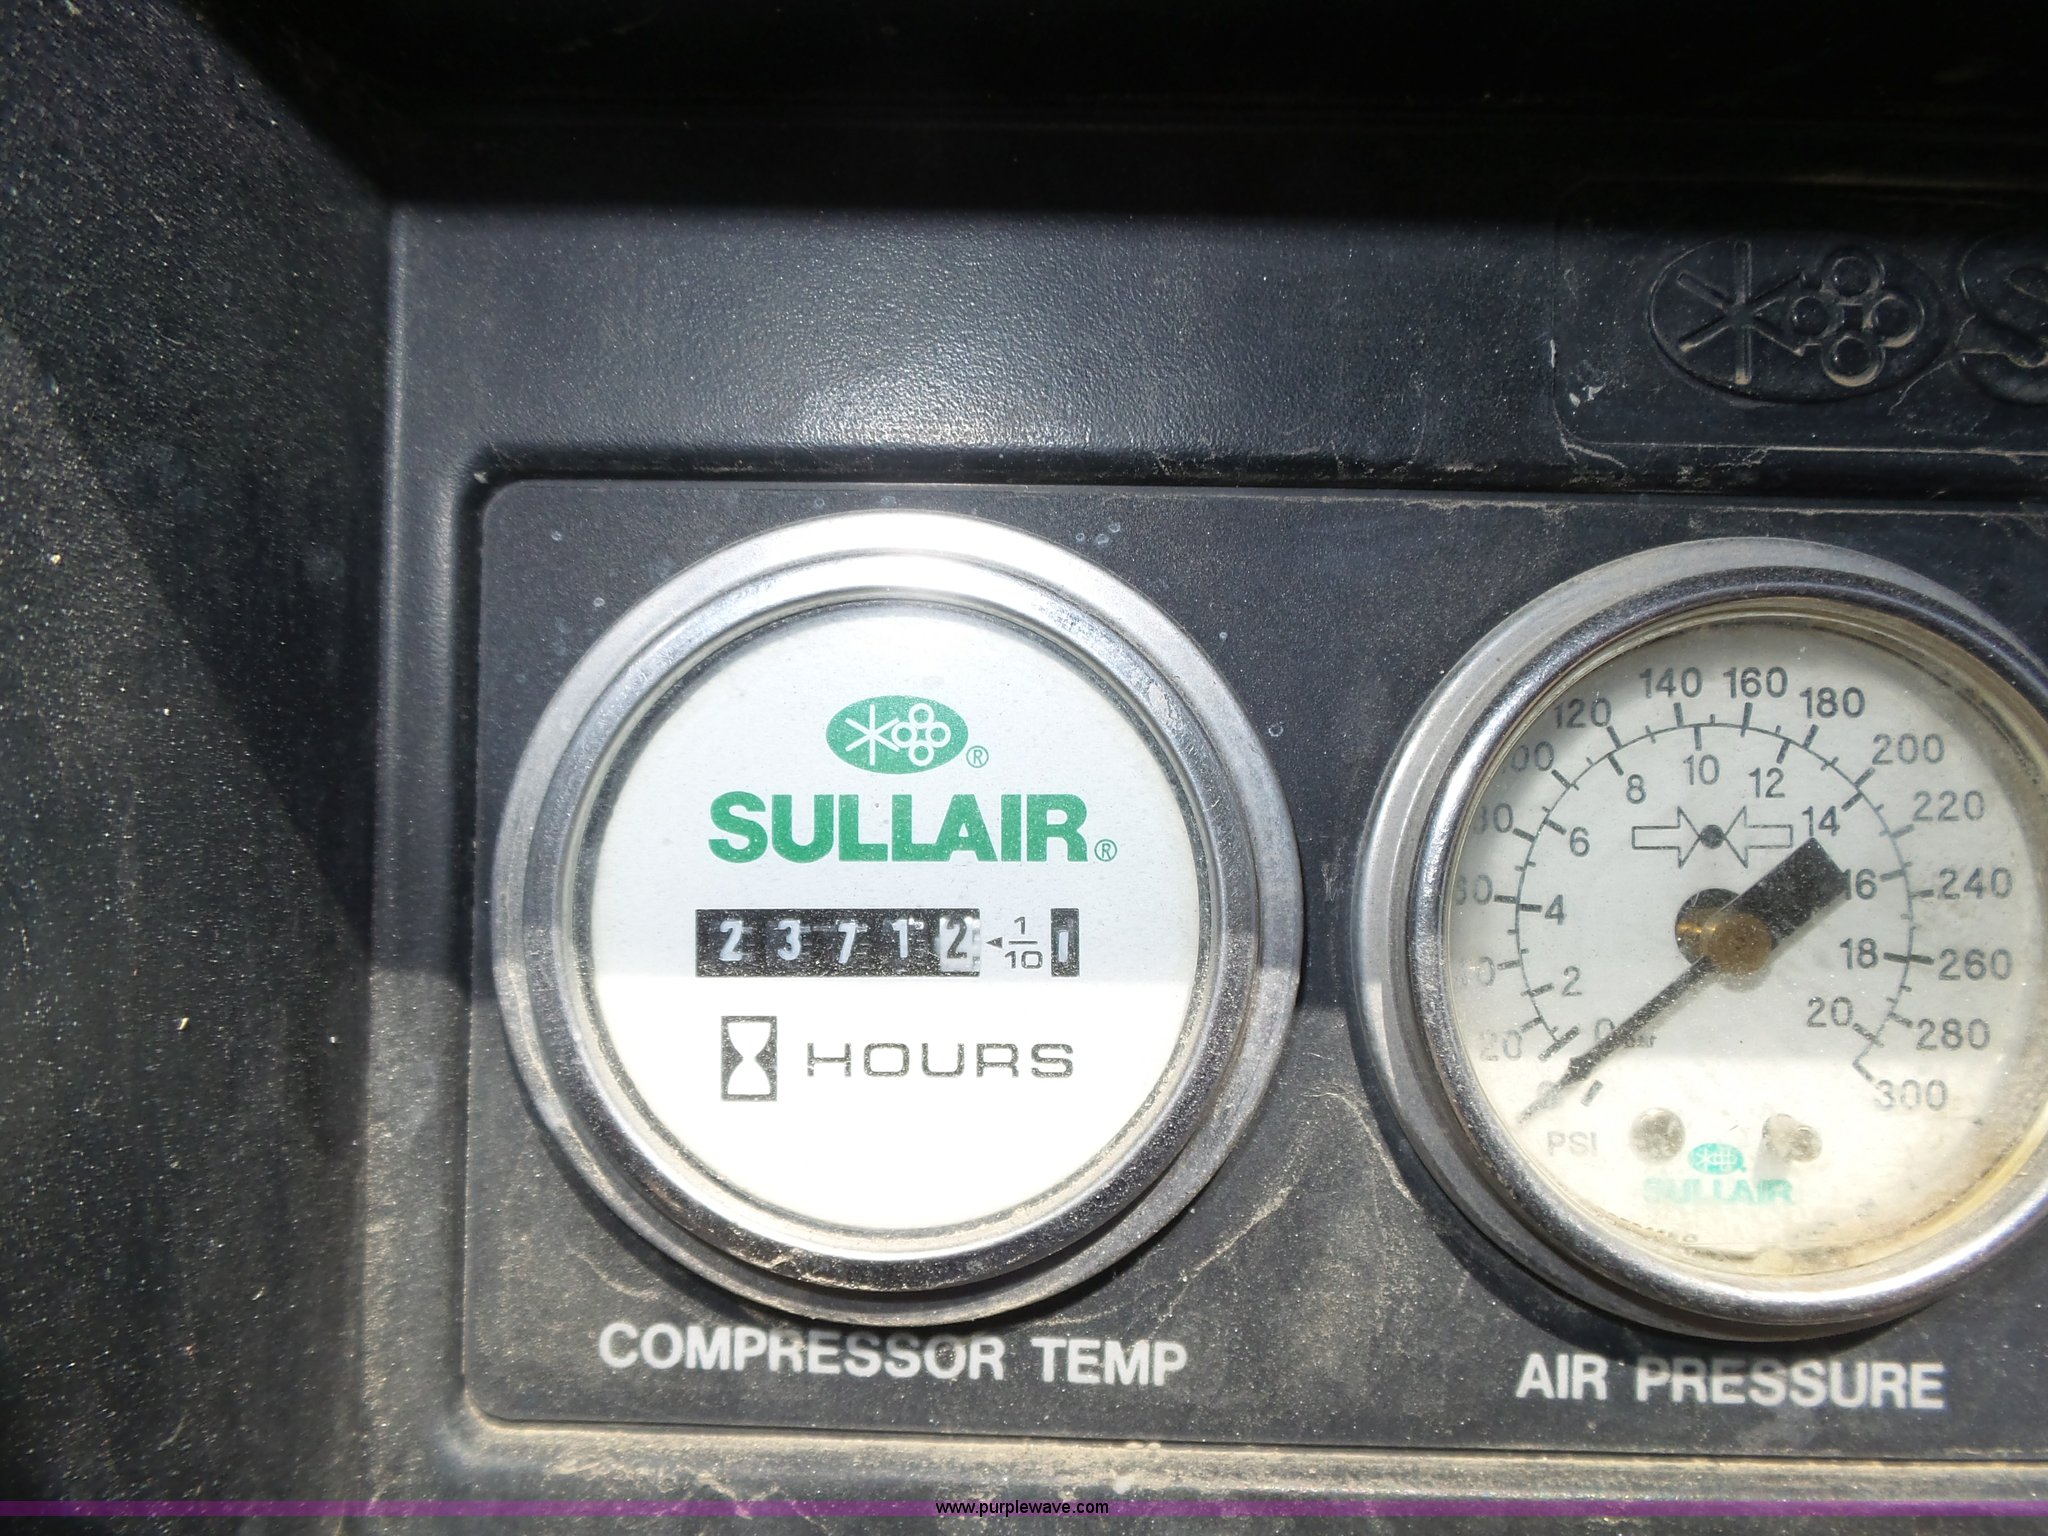 SULLAIR®
2 3 7 1 2 ◄ 1/10 1
HOURS
COMPRESSOR TEMP
120 140 160 180 200 220 240 260 280 300
20
0 2 4 6 8 10 12 14 16 18 20
PSI
SULLAIR
AIR PRESSURE
www.purplewave.com